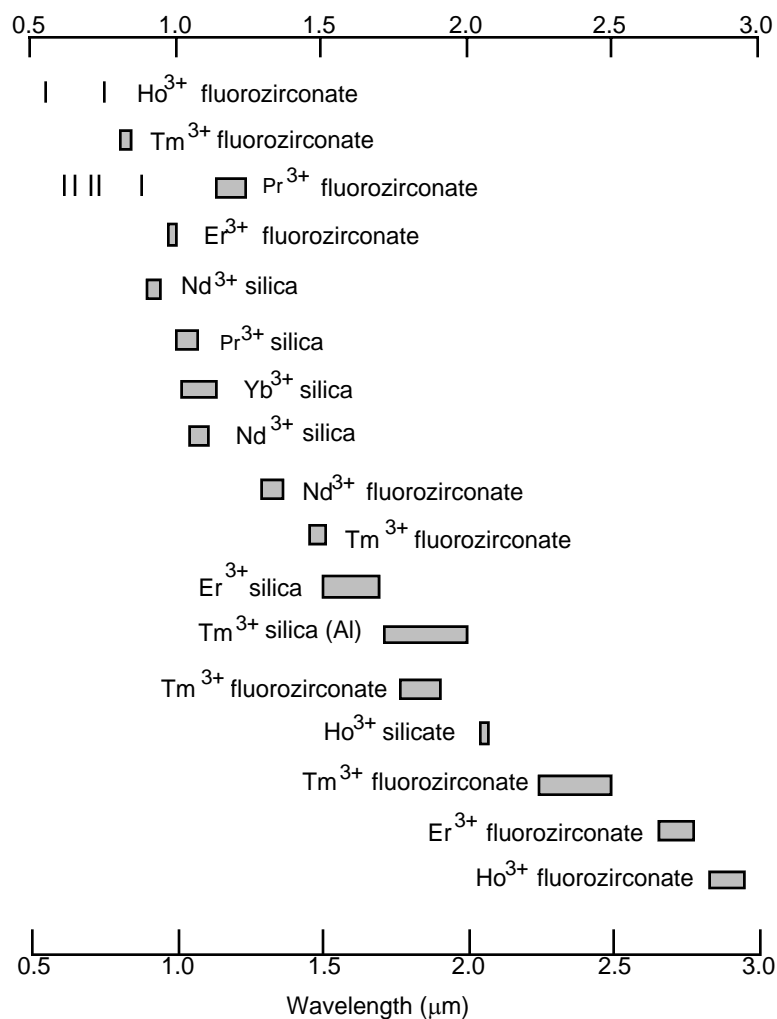 0.5 1.0 1.5 2.0 2.5 3.0
Ho3+ fluorozirconate
Tm3+ fluorozirconate
Pr3+ fluorozirconate
Er3+ fluorozirconate
Nd3+ silica
Pr3+ silica
Yb3+ silica
Nd3+ silica
Nd3+ fluorozirconate
Tm3+ fluorozirconate
Er3+ silica
Tm3+ silica (Al)
Tm3+ fluorozirconate
Ho3+ silicate
Tm3+ fluorozirconate
Er3+ fluorozirconate
Ho3+ fluorozirconate
0.5 1.0 1.5 2.0 2.5 3.0
Wavelength (μm)